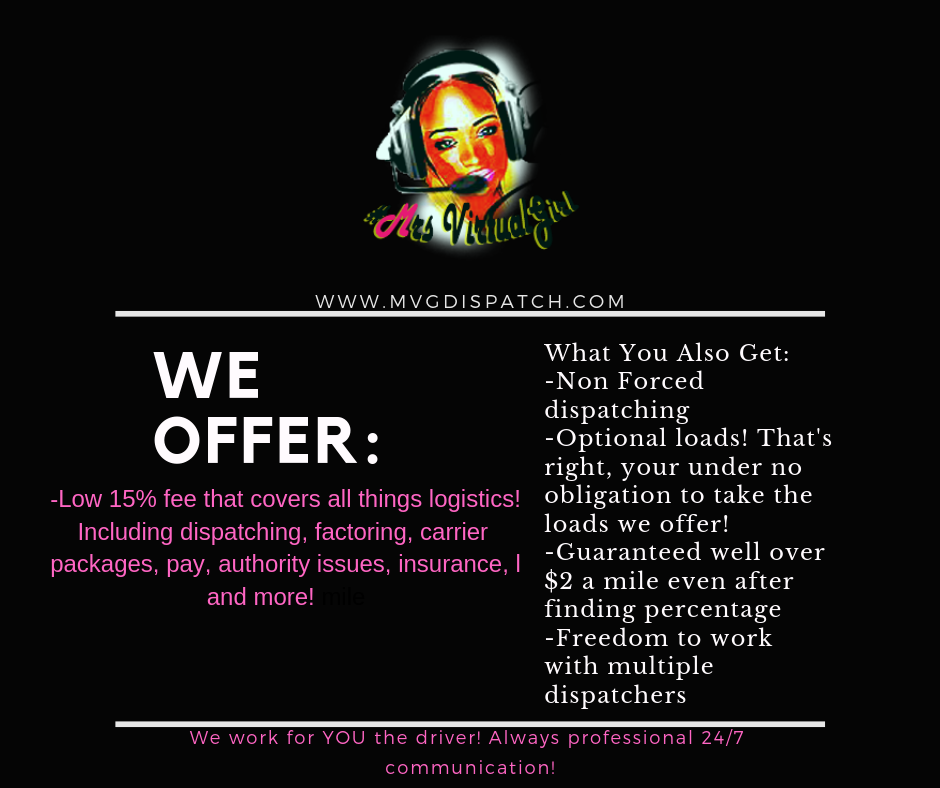 #Mrs VirtualGirl
WWW.MVGDISPATCH.COM
WE
OFFER:
-Low 15% fee that covers all things logistics!
Including dispatching, factoring, carrier
packages, pay, authority issues, insurance, l
and more! mile
What You Also Get:
-Non Forced
dispatching
-Optional loads! That's
right, your under no
obligation to take the
loads we offer!
-Guaranteed well over
$2 a mile even after
finding percentage
-Freedom to work
with multiple
dispatchers
We work for YOU the driver! Always professional 24/7
communication!